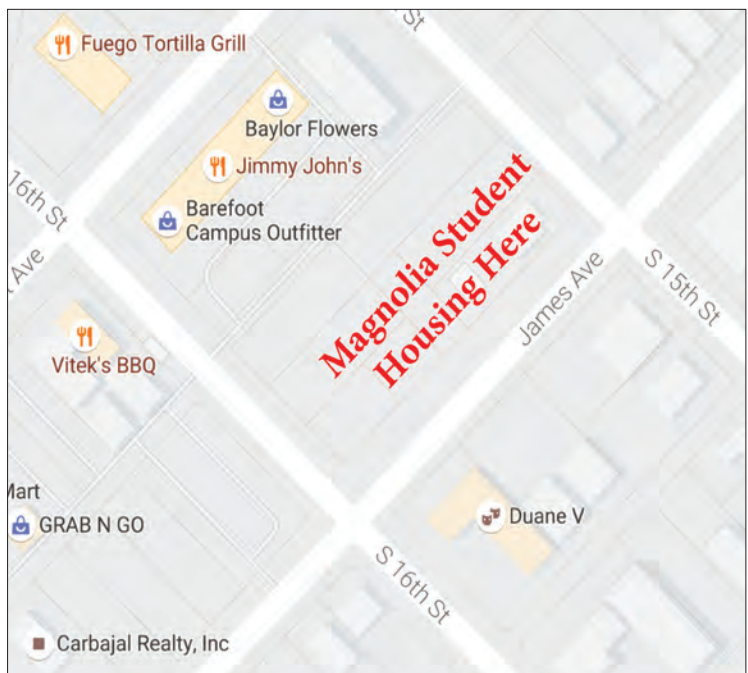 St
Fuego Tortilla Grill
Baylor Flowers
Jimmy John's
16th St
Barefoot
Campus Outfitter
Ave
Magnolia Student
Housing Here
S 15th St
James Ave
Vitek's BBQ
Mart
GRAB N GO
Duane V
S 16th St
Carbajal Realty, Inc